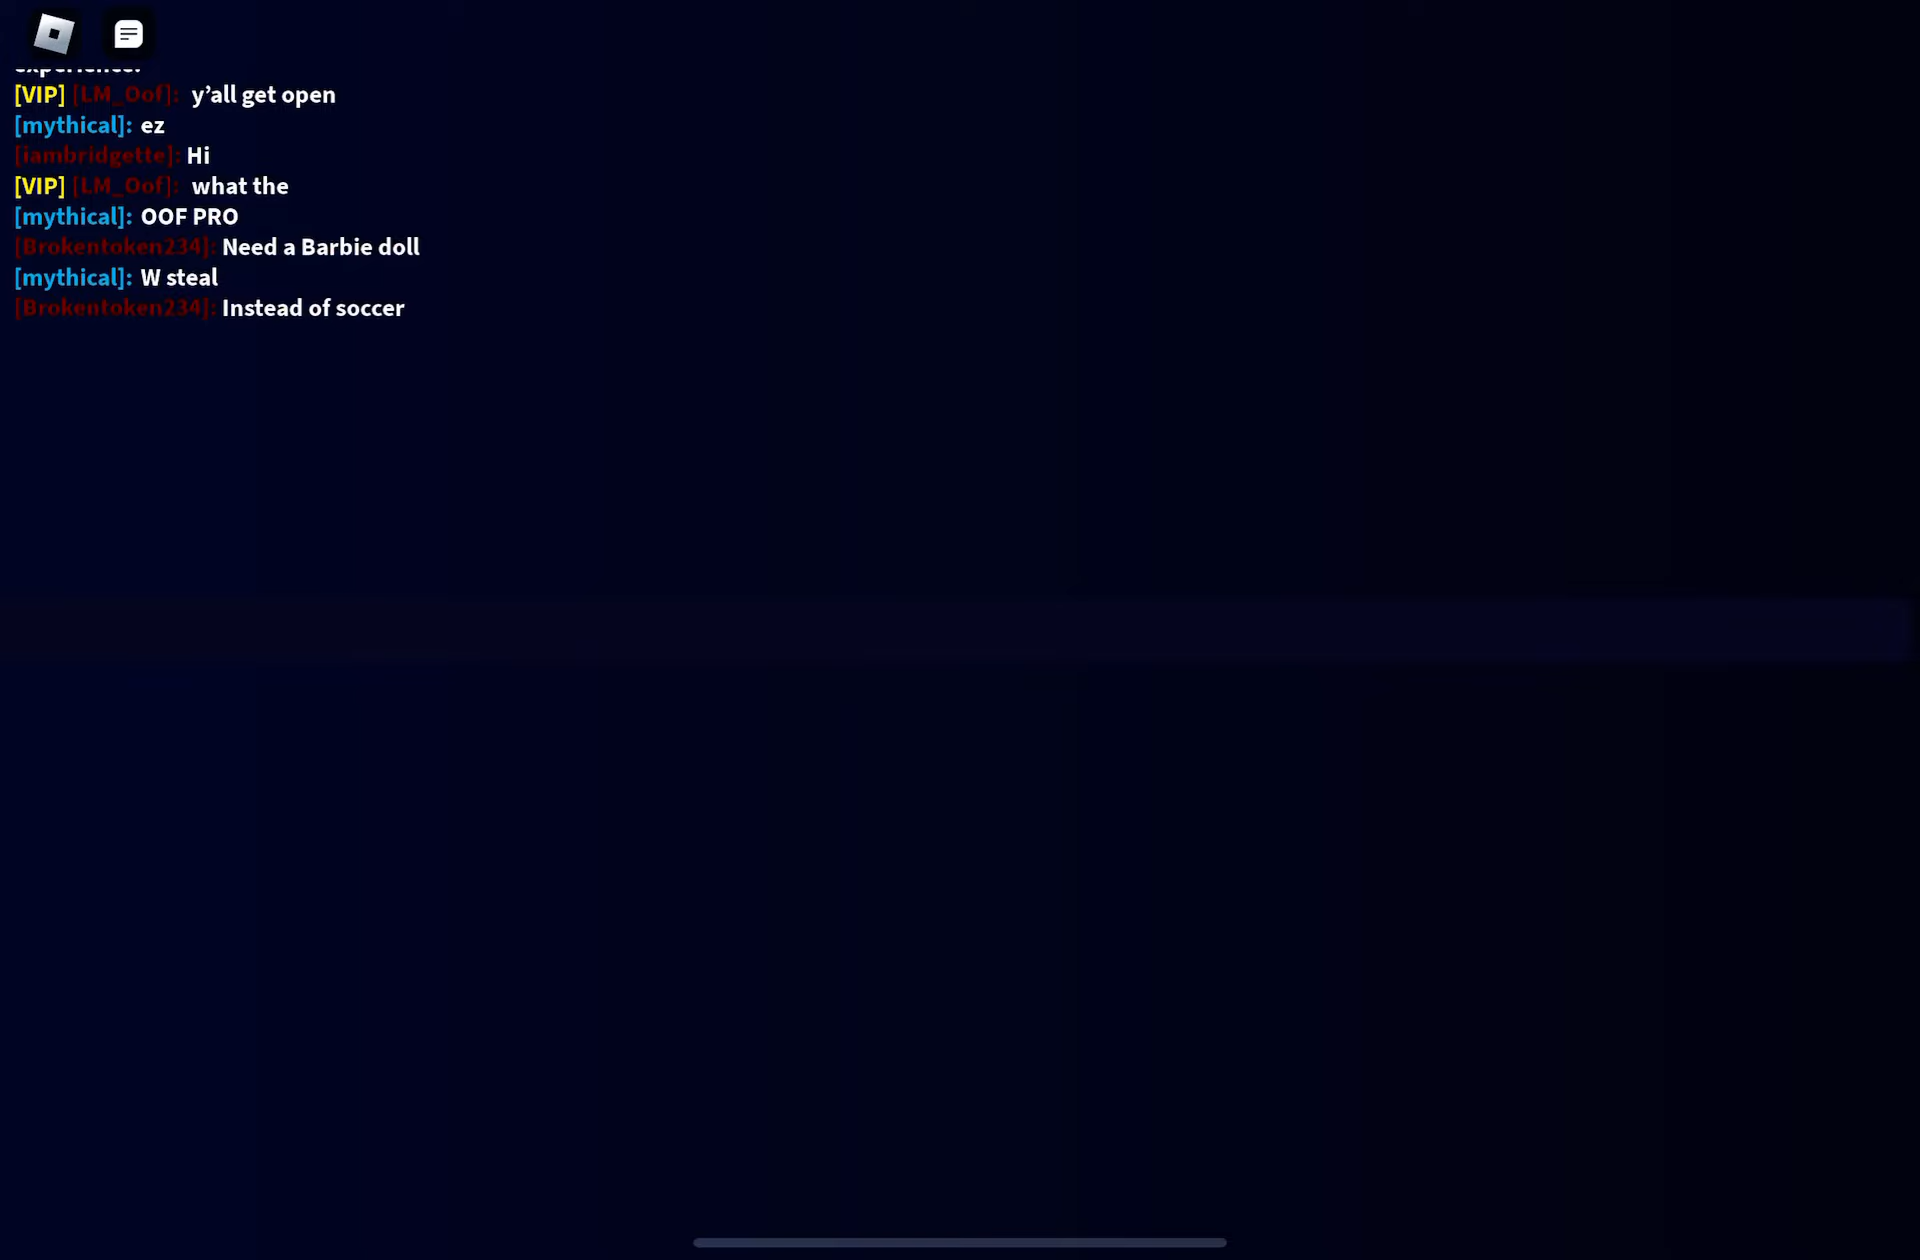 experience.
[VIP] [LM_Oof]: y’all get open
[mythical]: ez
[iambridgette]: Hi
[VIP] [LM_Oof]: what the
[mythical]: OOF PRO
[Brokentoken234]: Need a Barbie doll
[mythical]: W steal
[Brokentoken234]: Instead of soccer